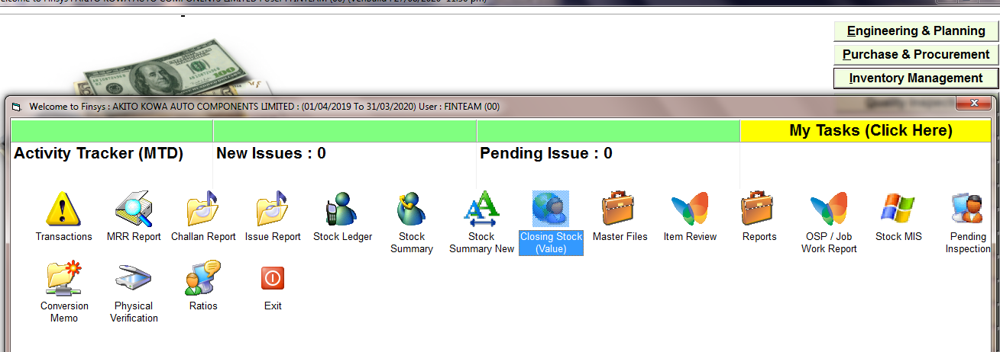 Welcome to Finsys : AKITO KOWA AUTO COMPONENTS LIMITED : (01/04/2019 To 31/03/2020) User : FINTEAM (00)
Engineering & Planning
Purchase & Procurement
Inventory Management
My Tasks (Click Here)
Activity Tracker (MTD)
New Issues : 0
Pending Issue : 0
Transactions
MRR Report
Challan Report
Issue Report
Stock Ledger
Stock
Summary
Stock
Summary New
Closing Stock
(Value)
Master Files
Item Review
Reports
OSP / Job
Work Report
Stock MIS
Pending
Inspection
Conversion
Memo
Physical
Verification
Ratios
Exit